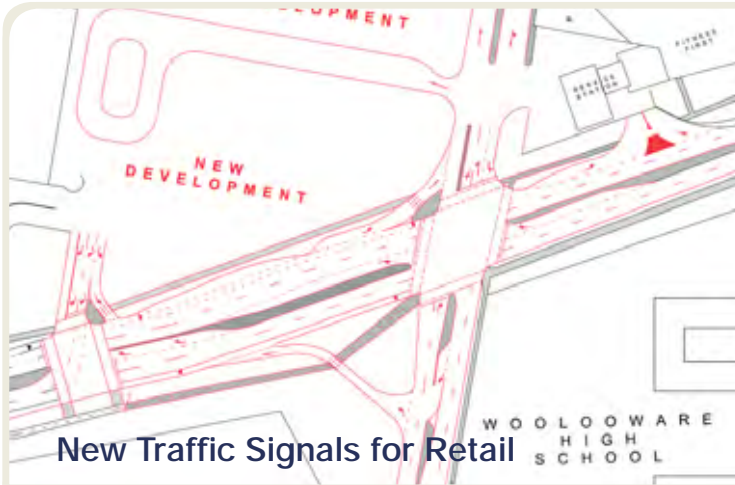 DEVELOPMENT
FITNESS
FIRST
SERVICE
STATION
NEW
DEVELOPMENT
WOOLOOWARE
HIGH
SCHOOL
New Traffic Signals for Retail